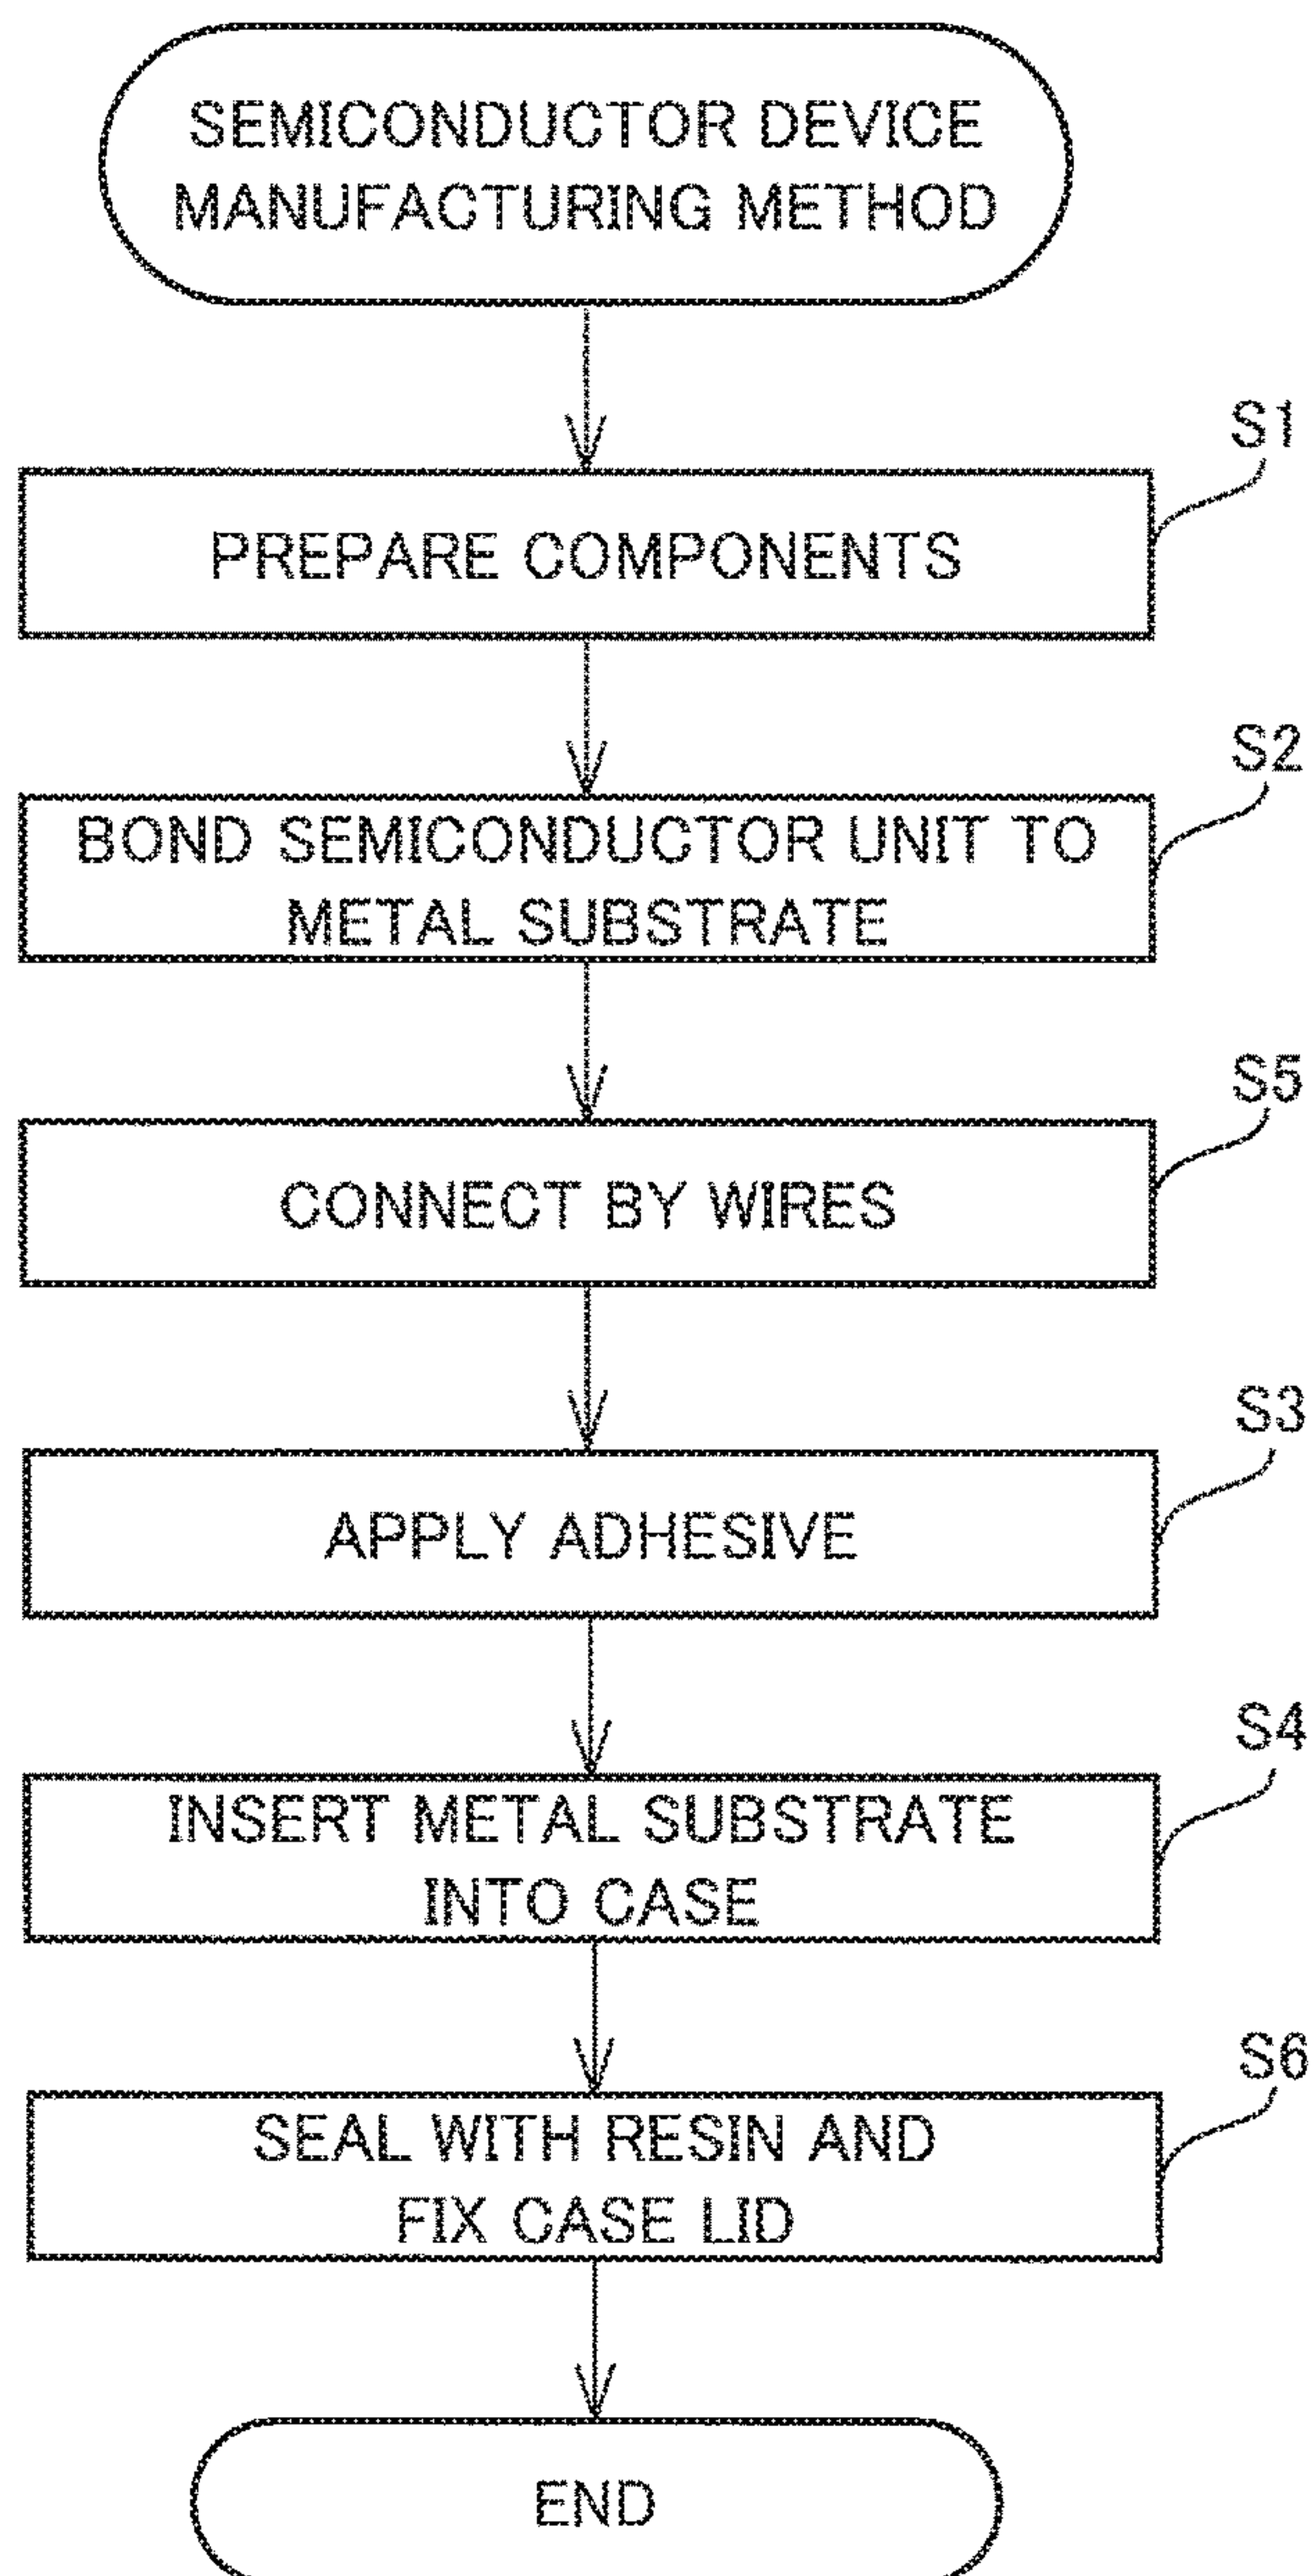 SEMICONDUCTOR DEVICE
MANUFACTURING METHOD
S1
PREPARE COMPONENTS
S2
BOND SEMICONDUCTOR UNIT TO
METAL SUBSTRATE
S5
CONNECT BY WIRES
S3
APPLY ADHESIVE
S4
INSERT METAL SUBSTRATE
INTO CASE
S6
SEAL WITH RESIN AND
FIX CASE LID
END